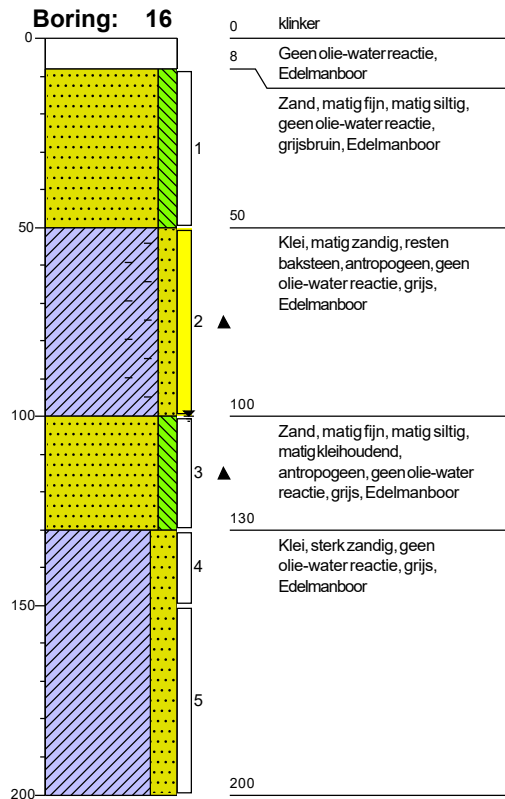 Boring: 16
0
klinker
8
Geen olie-water reactie,
Edelmanboor
Zand, matig fijn, matig siltig,
geen olie-water reactie,
grijsbruin, Edelmanboor
1
50
50
Klei, matig zandig, resten
baksteen, antropogeen, geen
olie-water reactie, grijs,
Edelmanboor
2
100
100
Zand, matig fijn, matig siltig,
matig kleihoudend,
antropogeen, geen olie-water
reactie, grijs, Edelmanboor
3
130
Klei, sterk zandig, geen
olie-water reactie, grijs,
Edelmanboor
4
150
5
200
200
0